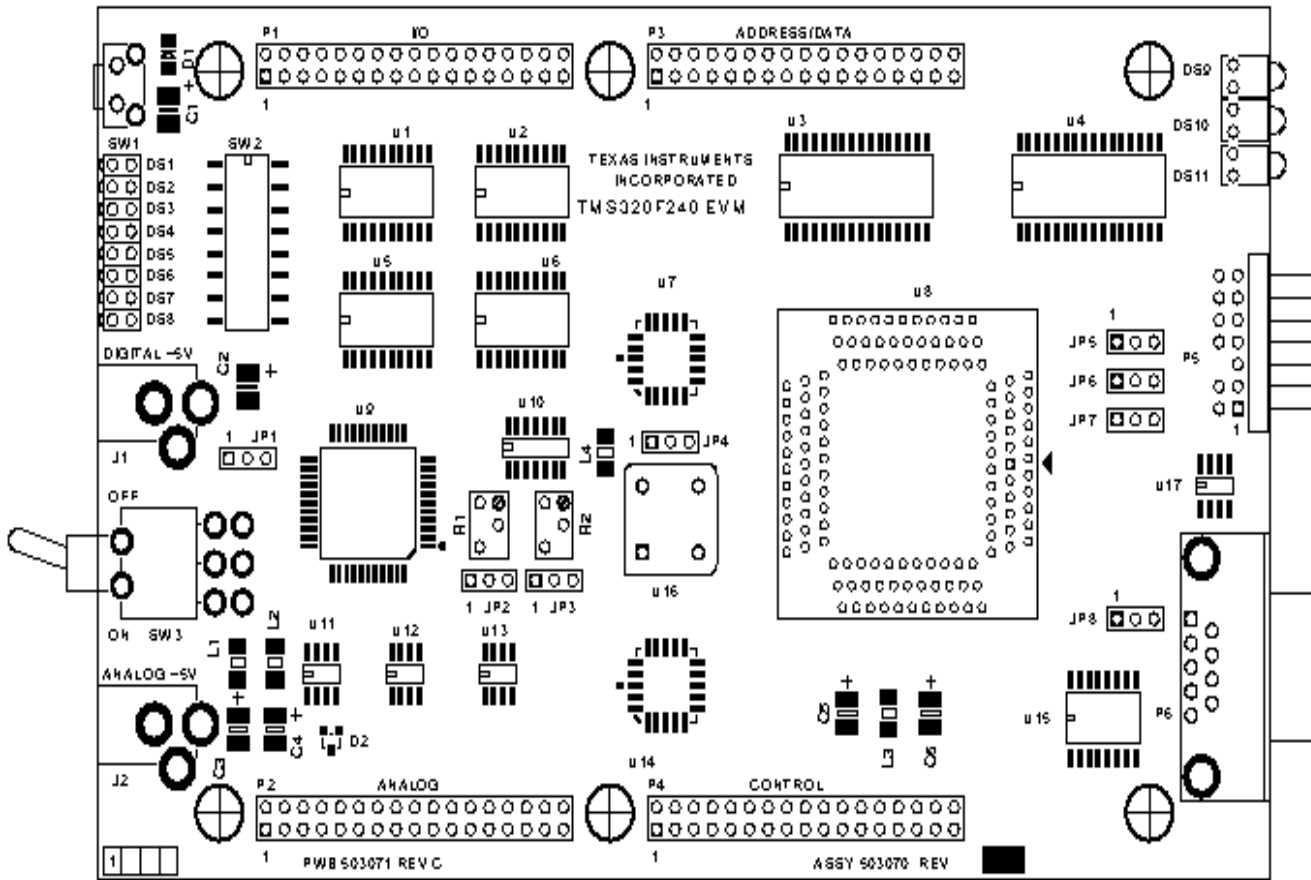 P1 I/O
P3 ADDRESS/DATA
D1
+
C1
1
1
DS9
DS10
DS11
SW1
SW2
u1
u2
u3
u4
DS1
DS2
DS3
DS4
DS5
DS6
DS7
DS8
TEXAS INSTRUMENTS
INCORPORATED
TMS320F240 EVM
u5
u6
u7
u8
DIGITAL -5V
C2
+
J1
1 JP1
u9
u10
L4
1 JP4
1
JP5
JP6
JP7
P5
1
u17
OFF
ON SW3
R1
R2
1 JP2
1 JP3
u16
L1
L2
u11
u12
u13
1
JP8
P6
ANALOG -5V
+
+
C3
C4
D2
J2
u14
C5
+
L3
+
u15
P2 ANALOG
P4 CONTROL
1
1
PWB 503071 REV C
ASSY 503070 REV
1